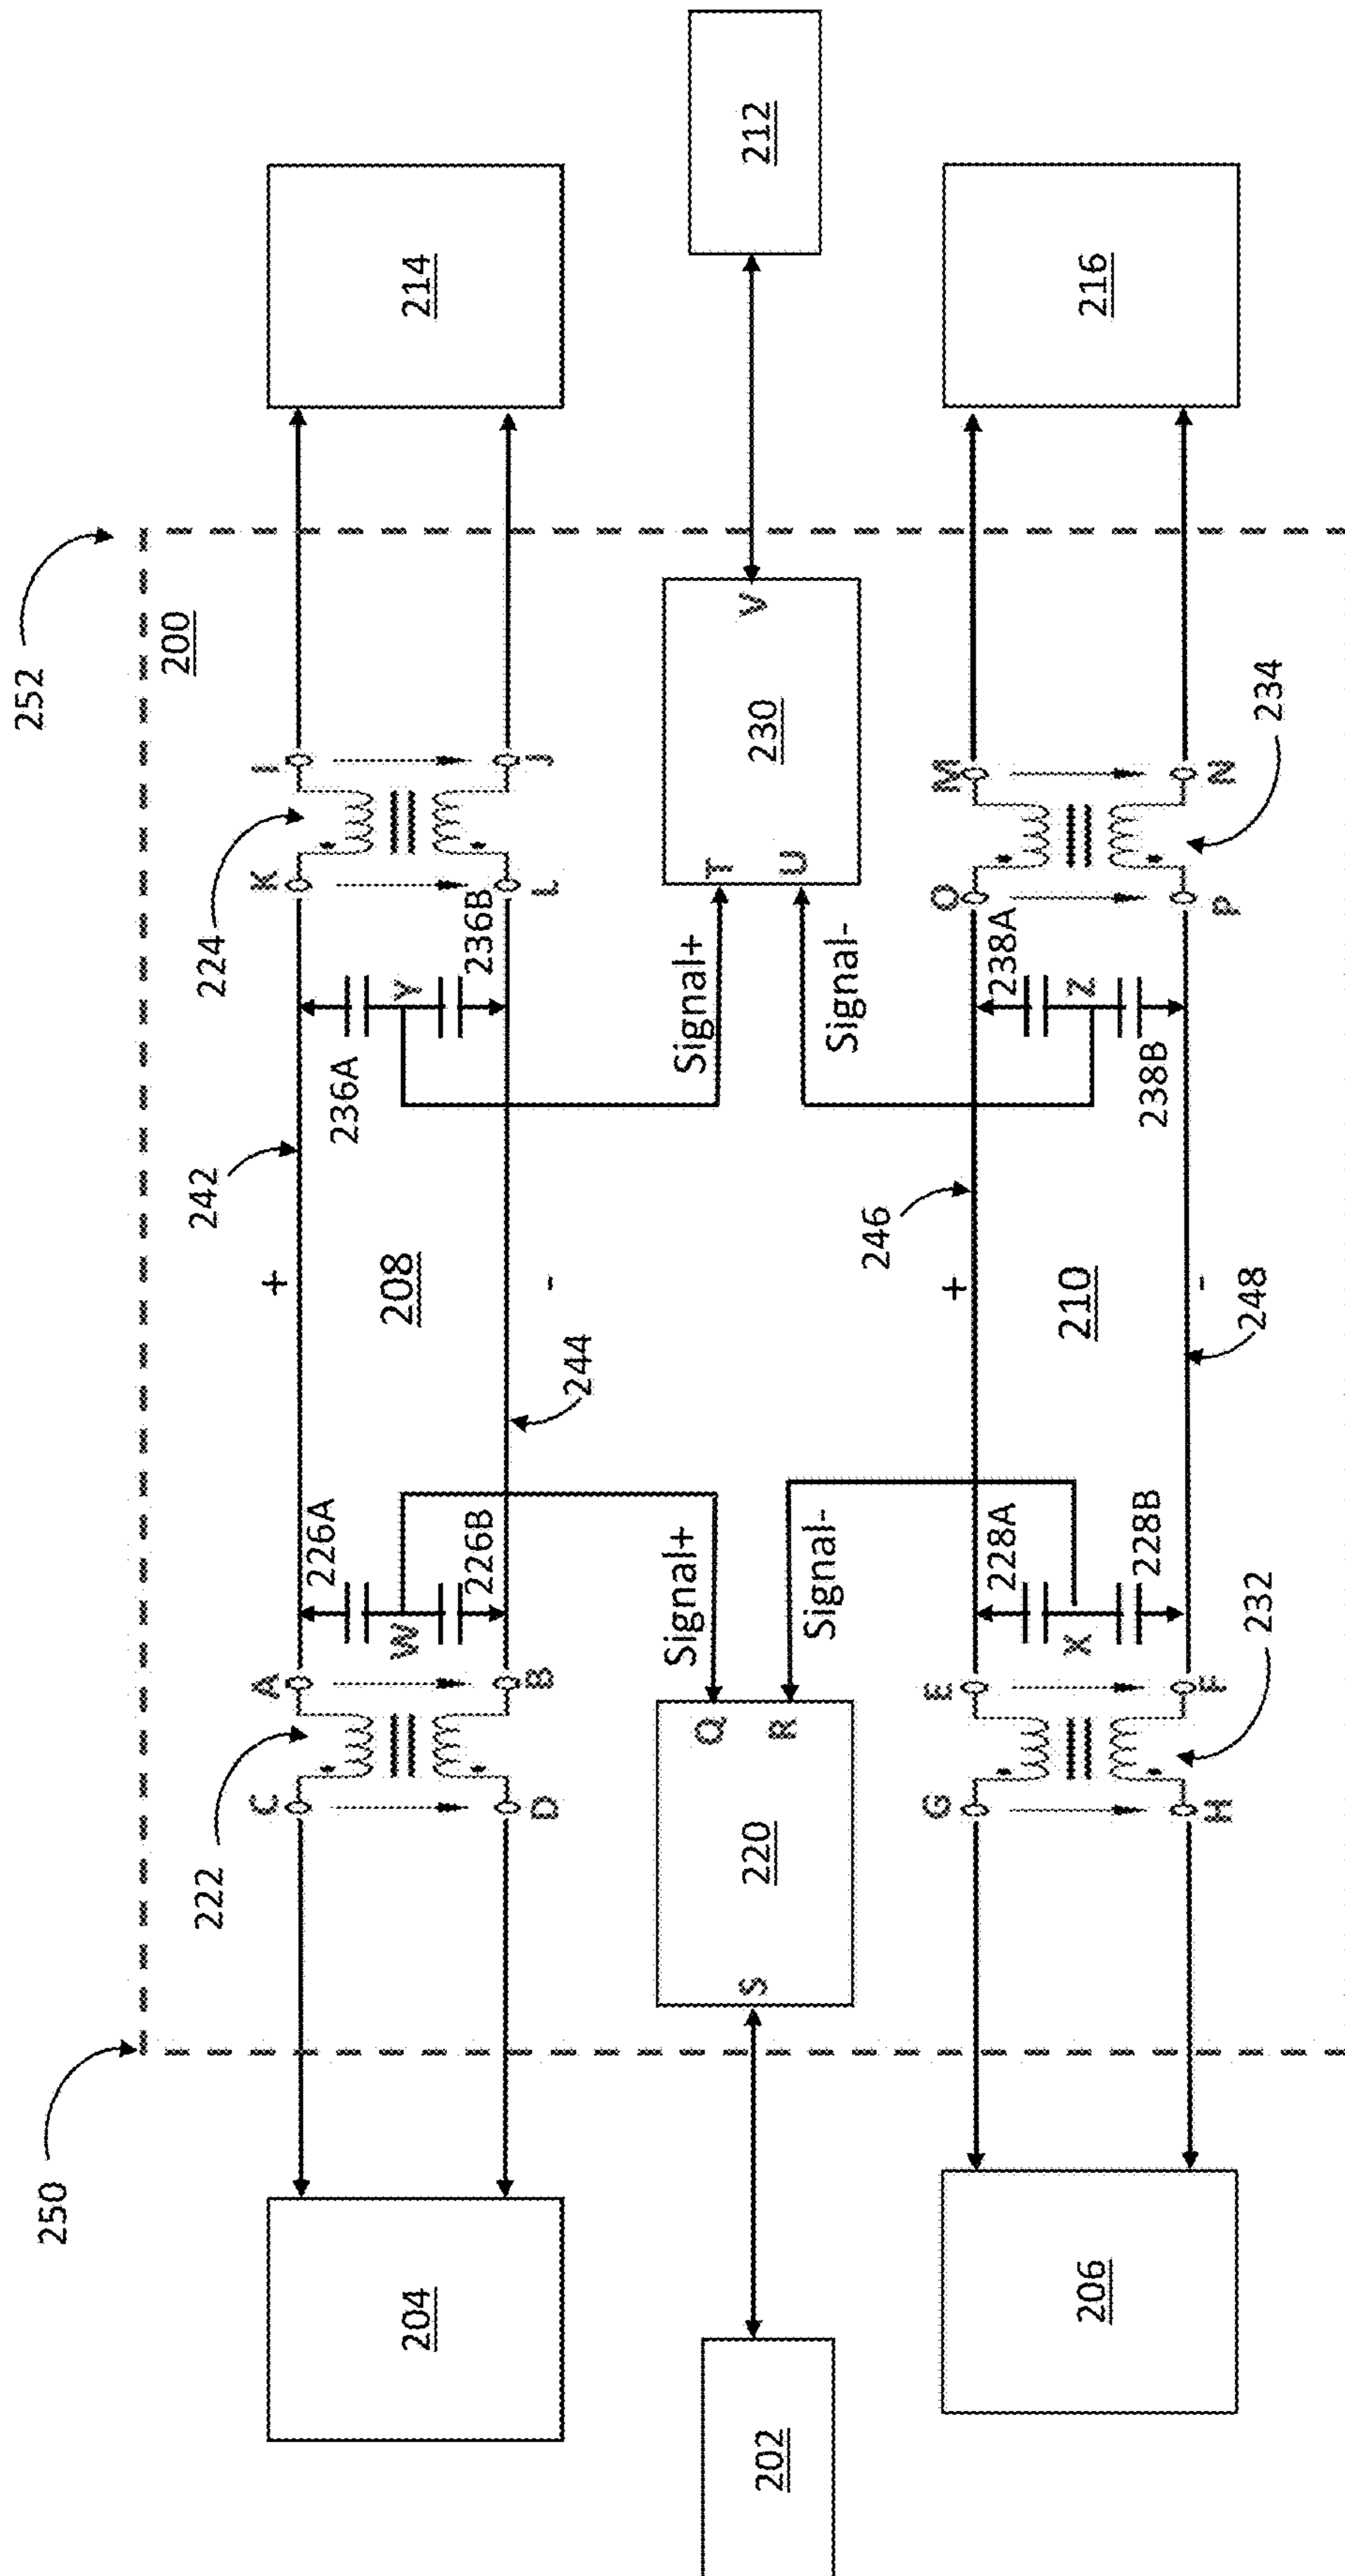 250
252
200
204
222
C
A
D
B
226A
W
226B
242
+
208
-
244
236A
Y
236B
224
K
I
L
J
214
202
S
220
Q
R
Signal+
Signal-
Signal+
Signal-
T
U
230
V
212
206
G
E
H
F
232
228A
X
228B
246
+
210
-
248
238A
Z
238B
O
M
P
N
234
216